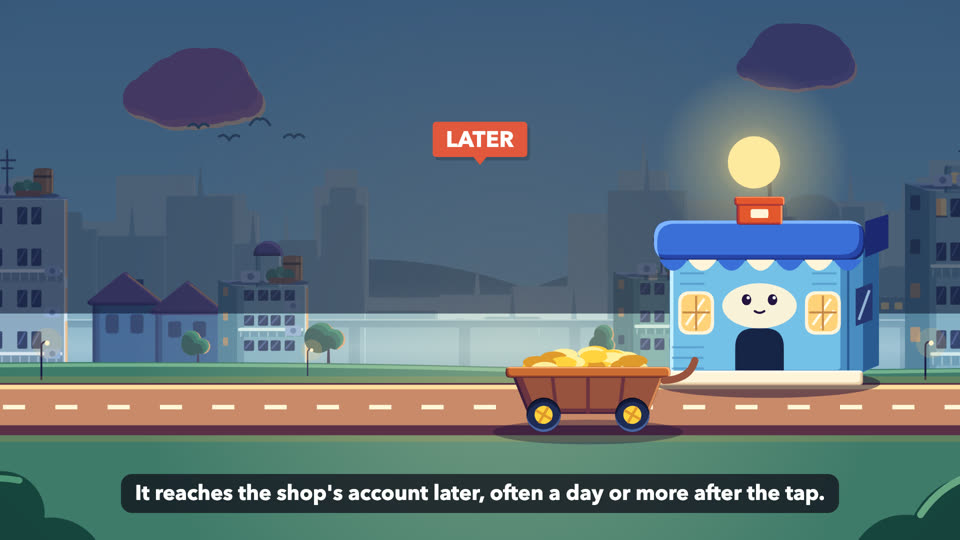 LATER
It reaches the shop's account later, often a day or more after the tap.